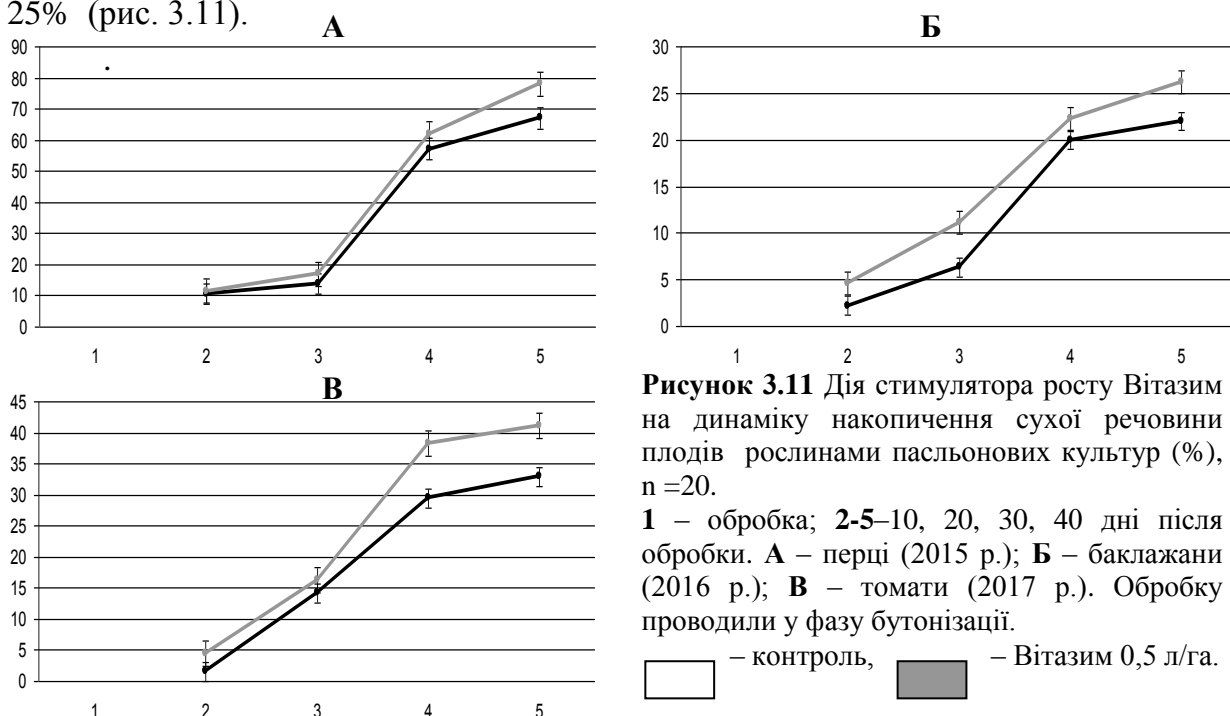 25% (рис. 3.11).
А
90
80
70
60
50
40
30
20
10
0
1 2 3 4 5
Б
30
25
20
15
10
5
0
1 2 3 4 5
В
45
40
35
30
25
20
15
10
5
0
1 2 3 4 5
Рисунок 3.11 Дія стимулятора росту Вітазим
на динаміку накопичення сухої речовини
плодів рослинами пасльонових культур (%),
n =20.
1 – обробка; 2-5–10, 20, 30, 40 дні після
обробки. А – перці (2015 р.); Б – баклажани
(2016 р.); В – томати (2017 р.). Обробку
проводили у фазу бутонізації.
– контроль, – Вітазим 0,5 л/га.